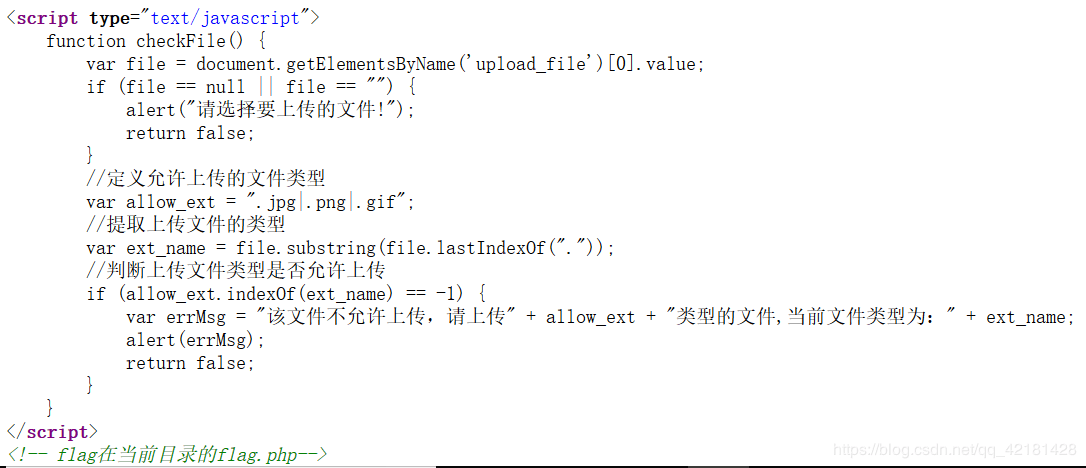 <script type="text/javascript">
function checkFile() {
var file = document.getElementsByName('upload_file')[0].value;
if (file == null || file == "") {
alert("请选择要上传的文件!");
return false;
}
//定义允许上传的文件类型
var allow_ext = ".jpg|.png|.gif";
//提取上传文件的类型
var ext_name = file.substring(file.lastIndexOf("."));
//判断上传文件类型是否允许上传
if (allow_ext.indexOf(ext_name) == -1) {
var errMsg = "该文件不允许上传，请上传" + allow_ext + "类型的文件,当前文件类型为：" + ext_name;
alert(errMsg);
return false;
}
}
</script>
<!-- flag在当前目录的flag.php-->
https://blog.csdn.net/qq_42181428